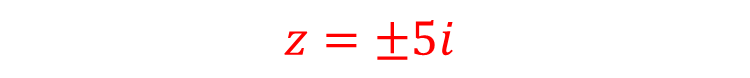 z = ±5i